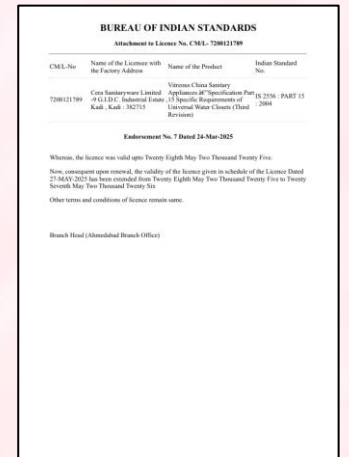 BUREAU OF INDIAN STANDARDS
Attachment to Licence No. CM/L- 7200121789
CM/L-No
Name of the Licensee with
the Factory Address
Name of the Product
Indian Standard
No.
7200121789
Cera Sanitaryware Limited
-9 G.I.D.C. Industrial Estate ,
Kadi , Kadi : 382715
Vitreous China Sanitary
Appliances â€“Specification Part
15 Specific Requirements of
Universal Water Closets (Third
Revision)
IS 2556 : PART 15
: 2004
Endorsement No. 7 Dated 24-Mar-2025
Whereas, the licence was valid upto Twenty Eighth May Two Thousand Twenty Five.
Now, consequent upon renewal, the validity of the licence given in schedule of the Licence Dated
27-MAY-2025 has been extended from Twenty Eighth May Two Thousand Twenty Five to Twenty
Seventh May Two Thousand Twenty Six
Other terms and conditions of licence remain same.
Branch Head (Ahmedabad Branch Office)